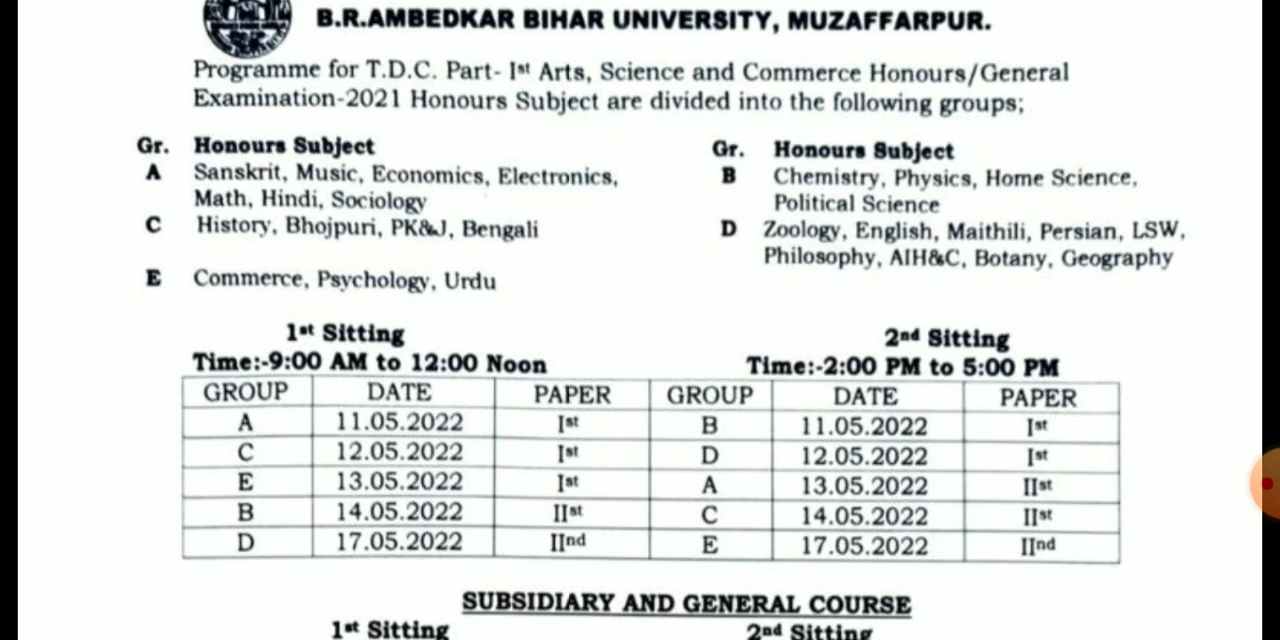 B.R.AMBEDKAR BIHAR UNIVERSITY, MUZAFFARPUR.
Programme for T.D.C. Part- Ist Arts, Science and Commerce Honours/General
Examination-2021 Honours Subject are divided into the following groups;
Gr. Honours Subject
A Sanskrit, Music, Economics, Electronics,
Math, Hindi, Sociology
C History, Bhojpuri, PK&J, Bengali
E Commerce, Psychology, Urdu
Gr. Honours Subject
B Chemistry, Physics, Home Science,
Political Science
D Zoology, English, Maithili, Persian, LSW,
Philosophy, AIH&C, Botany, Geography
1st Sitting 2nd Sitting
Time:-9:00 AM to 12:00 Noon Time:-2:00 PM to 5:00 PM
GROUP DATE PAPER GROUP DATE PAPER
A 11.05.2022 Ist B 11.05.2022 Ist
C 12.05.2022 Ist D 12.05.2022 Ist
E 13.05.2022 Ist A 13.05.2022 IIst
B 14.05.2022 IIst C 14.05.2022 IIst
D 17.05.2022 IInd E 17.05.2022 IInd
SUBSIDIARY AND GENERAL COURSE
1st Sitting 2nd Sitting